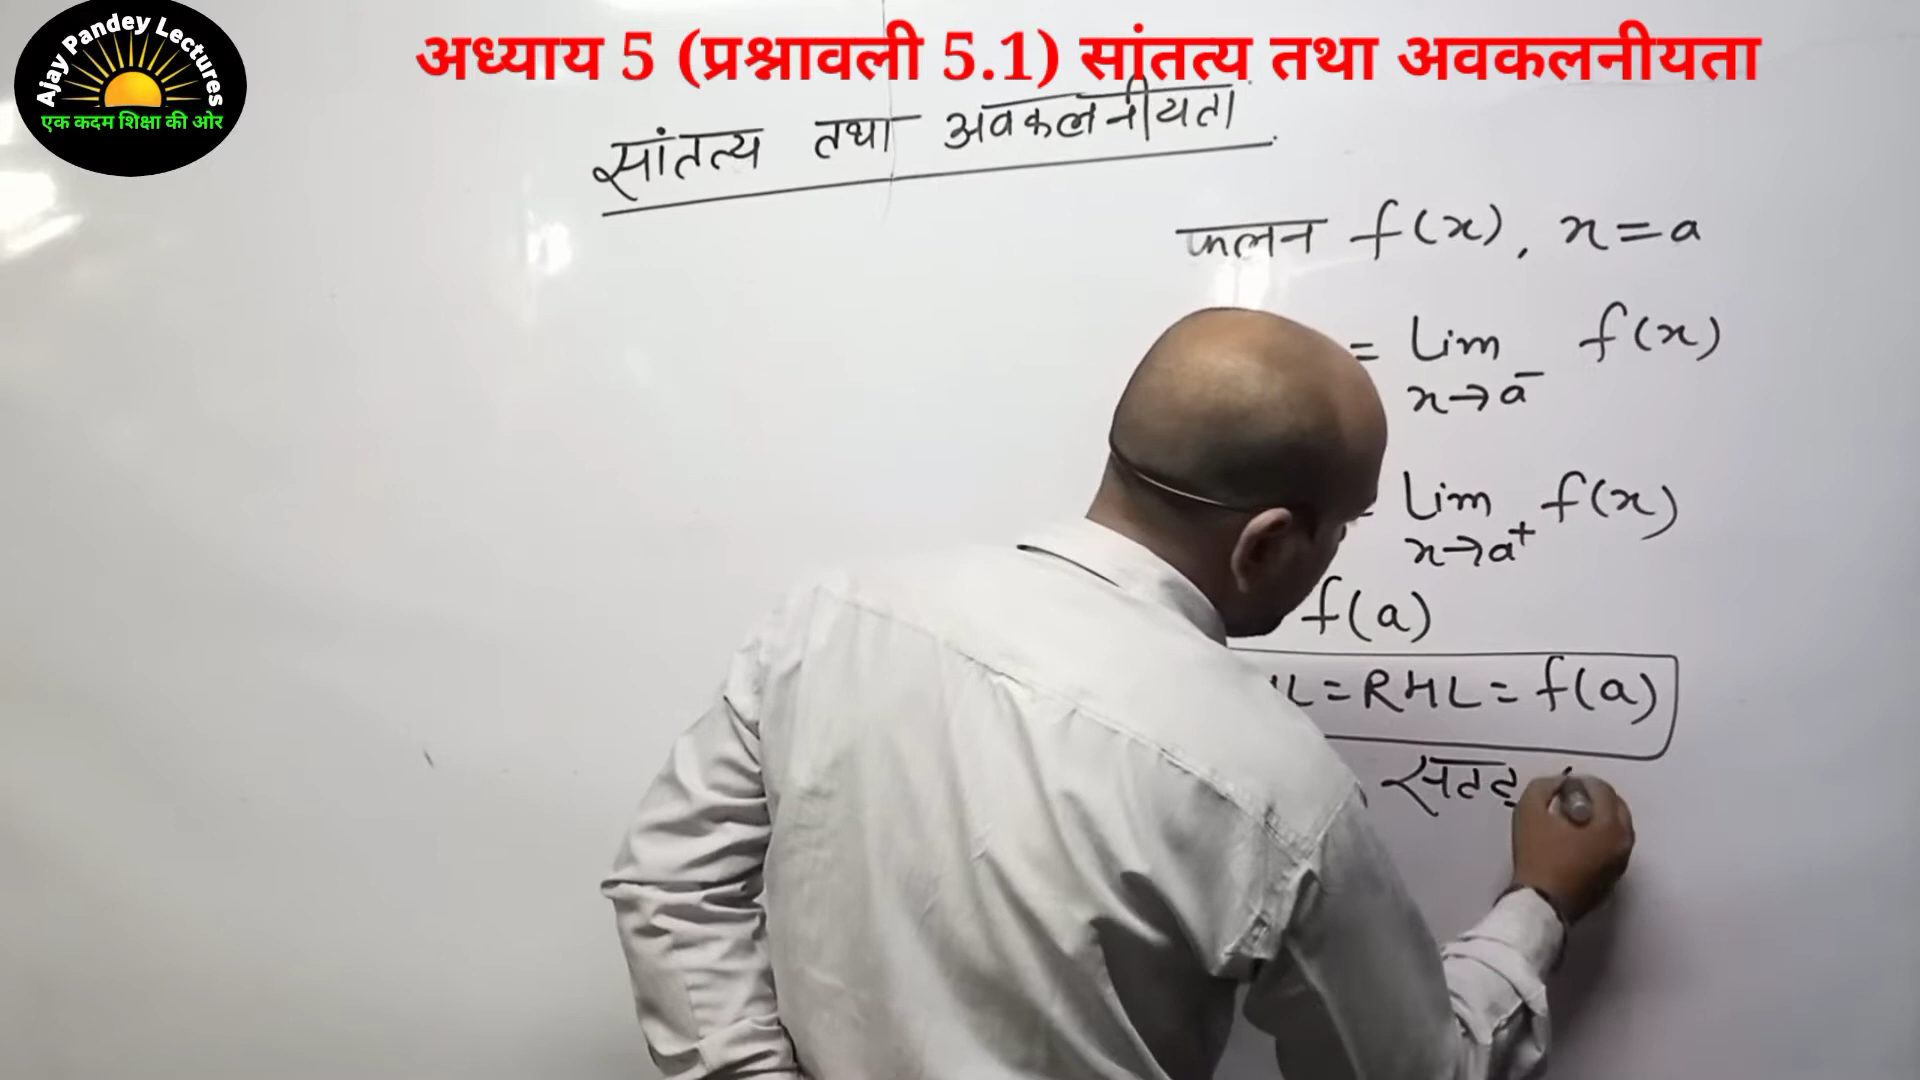 Ajay Pandey Lectures
एक कदम शिक्षा की ओर
अध्याय 5 (प्रश्नावली 5.1) सांतत्य तथा अवकलनीयता
सांतत्य तथा अवकलनीयता
फलन f(x), x=a
= Lim f(x)
x→a⁻
= Lim f(x)
x→a⁺
f(a)
HL=RHL=f(a)